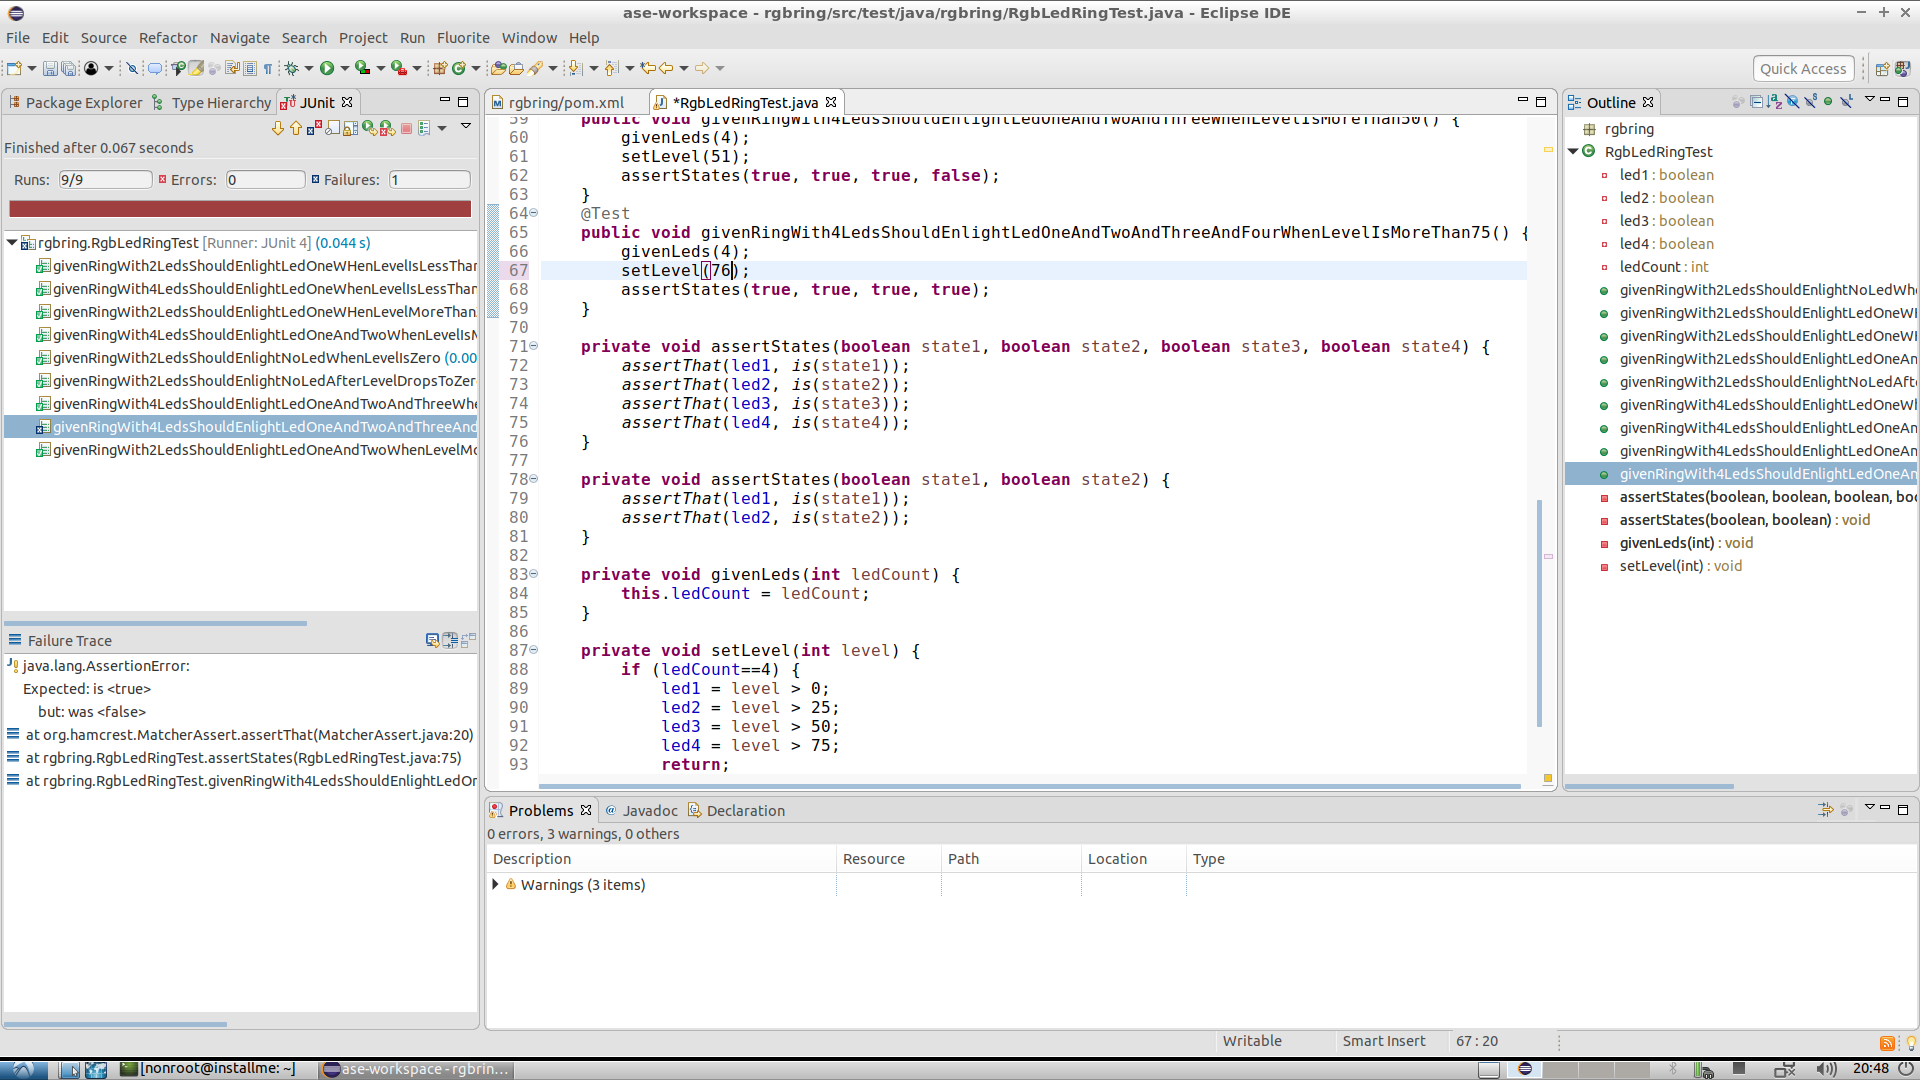 ase-workspace - rgbring/src/test/java/rgbring/RgbLedRingTest.java - Eclipse IDE
File Edit Source Refactor Navigate Search Project Run Fluorite Window Help
Quick Access
Package Explorer Type Hierarchy JUnit
Finished after 0.067 seconds
Runs: 9/9 Errors: 0 Failures: 1
rgbring.RgbLedRingTest [Runner: JUnit 4] (0.044 s)
givenRingWith2LedsShouldEnlightLedOneWHenLevelIsLessThan
givenRingWith4LedsShouldEnlightLedOneWhenLevelIsLessThan
givenRingWith2LedsShouldEnlightLedOneWHenLevelMoreThan
givenRingWith4LedsShouldEnlightLedOneAndTwoWhenLevelIsM
givenRingWith2LedsShouldEnlightNoLedWhenLevelIsZero (0.00
givenRingWith2LedsShouldEnlightNoLedAfterLevelDropsToZer
givenRingWith4LedsShouldEnlightLedOneAndTwoAndThreeWhe
givenRingWith4LedsShouldEnlightLedOneAndTwoAndThreeAnd
givenRingWith2LedsShouldEnlightLedOneAndTwoWhenLevelMo
Failure Trace
java.lang.AssertionError:
Expected: is <true>
but: was <false>
at org.hamcrest.MatcherAssert.assertThat(MatcherAssert.java:20)
at rgbring.RgbLedRingTest.assertStates(RgbLedRingTest.java:75)
at rgbring.RgbLedRingTest.givenRingWith4LedsShouldEnlightLedOr
rgbring/pom.xml *RgbLedRingTest.java
59 public void givenRingWith4LedsShouldEnlightLedOneAndTwoAndThreeWhenLevelIsMoreThan50() {
60 givenLeds(4);
61 setLevel(51);
62 assertStates(true, true, true, false);
63 }
64 @Test
65 public void givenRingWith4LedsShouldEnlightLedOneAndTwoAndThreeAndFourWhenLevelIsMoreThan75() {
66 givenLeds(4);
67 setLevel(76);
68 assertStates(true, true, true, true);
69 }
70
71 private void assertStates(boolean state1, boolean state2, boolean state3, boolean state4) {
72 assertThat(led1, is(state1));
73 assertThat(led2, is(state2));
74 assertThat(led3, is(state3));
75 assertThat(led4, is(state4));
76 }
77
78 private void assertStates(boolean state1, boolean state2) {
79 assertThat(led1, is(state1));
80 assertThat(led2, is(state2));
81 }
82
83 private void givenLeds(int ledCount) {
84 this.ledCount = ledCount;
85 }
86
87 private void setLevel(int level) {
88 if (ledCount==4) {
89 led1 = level > 0;
90 led2 = level > 25;
91 led3 = level > 50;
92 led4 = level > 75;
93 return;
Outline
rgbring
RgbLedRingTest
led1 : boolean
led2 : boolean
led3 : boolean
led4 : boolean
ledCount : int
givenRingWith2LedsShouldEnlightNoLedWh
givenRingWith2LedsShouldEnlightLedOneWH
givenRingWith2LedsShouldEnlightLedOneWH
givenRingWith2LedsShouldEnlightLedOneAn
givenRingWith2LedsShouldEnlightNoLedAfte
givenRingWith4LedsShouldEnlightLedOneWh
givenRingWith4LedsShouldEnlightLedOneAn
givenRingWith4LedsShouldEnlightLedOneAn
givenRingWith4LedsShouldEnlightLedOneAn
assertStates(boolean, boolean, boolean, boo
assertStates(boolean, boolean) : void
givenLeds(int) : void
setLevel(int) : void
Problems @ Javadoc Declaration
0 errors, 3 warnings, 0 others
Description Resource Path Location Type
Warnings (3 items)
Writable Smart Insert 67 : 20
[nonroot@installme: ~] ase-workspace - rgbrin... 20:48